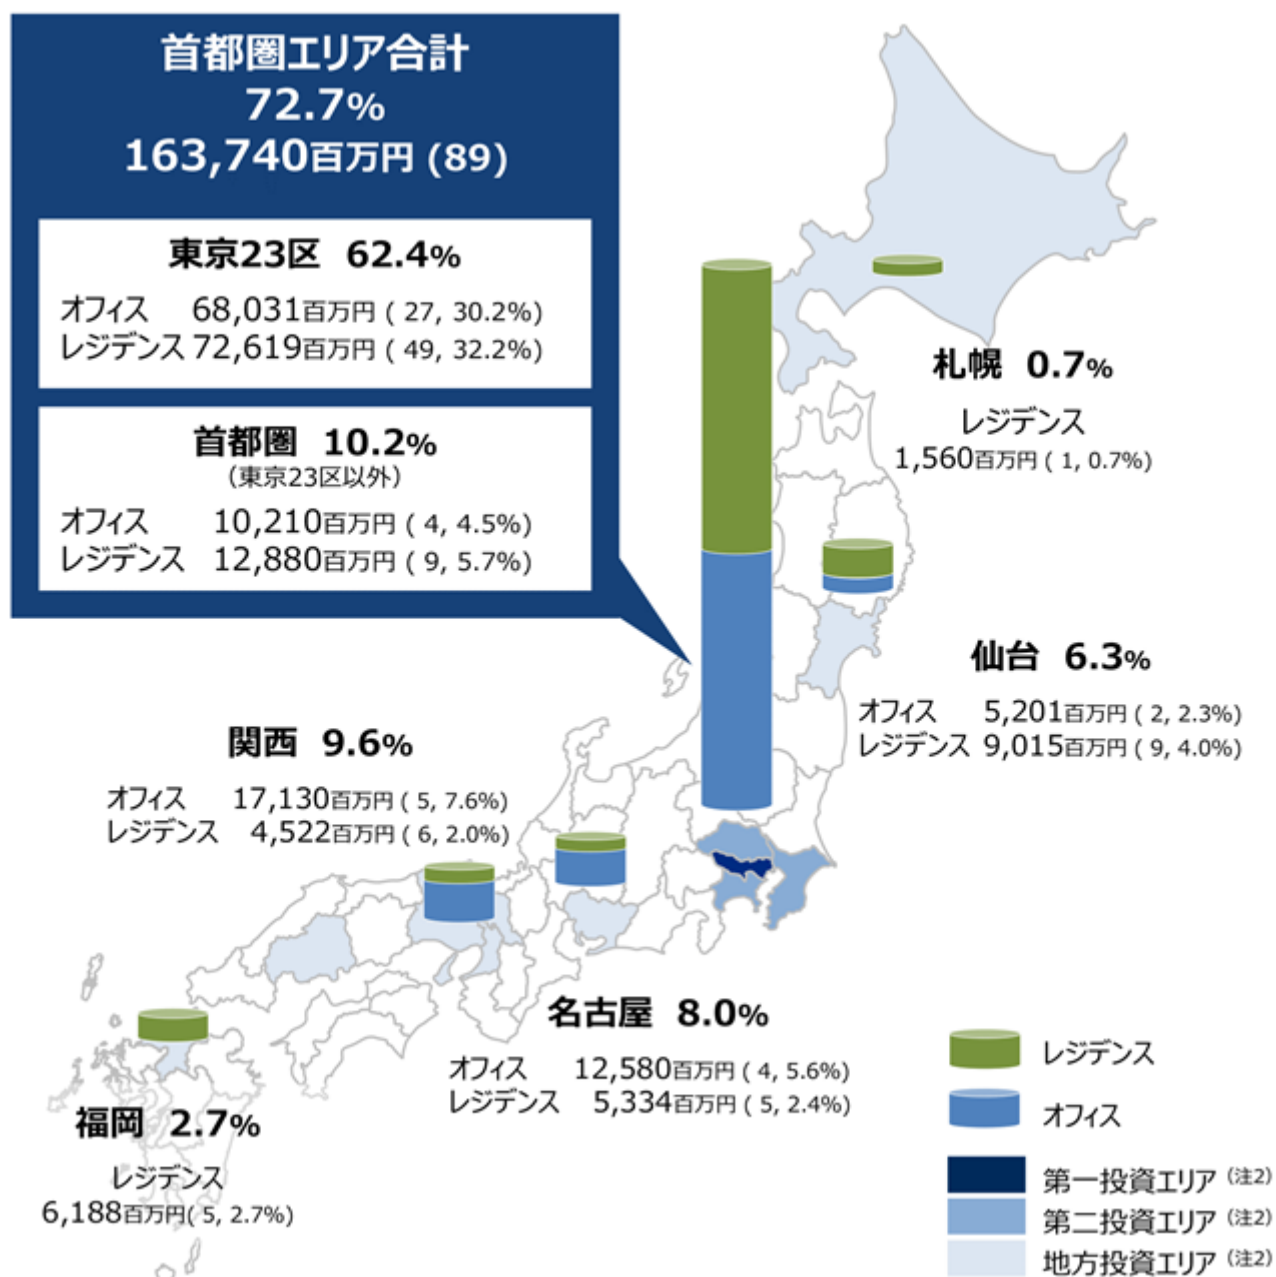 首都圏エリア合計
72.7%
163,740百万円 (89)
東京23区 62.4%
オフィス 68,031百万円 ( 27, 30.2%)
レジデンス 72,619百万円 ( 49, 32.2%)
首都圏 10.2%
（東京23区以外）
オフィス 10,210百万円 ( 4, 4.5%)
レジデンス 12,880百万円 ( 9, 5.7%)
札幌 0.7%
レジデンス
1,560百万円 ( 1, 0.7%)
仙台 6.3%
オフィス 5,201百万円 ( 2, 2.3%)
レジデンス 9,015百万円 ( 9, 4.0%)
関西 9.6%
オフィス 17,130百万円 ( 5, 7.6%)
レジデンス 4,522百万円 ( 6, 2.0%)
名古屋 8.0%
オフィス 12,580百万円 ( 4, 5.6%)
レジデンス 5,334百万円 ( 5, 2.4%)
福岡 2.7%
レジデンス
6,188百万円( 5, 2.7%)
レジデンス
オフィス
第一投資エリア (注2)
第二投資エリア (注2)
地方投資エリア (注2)